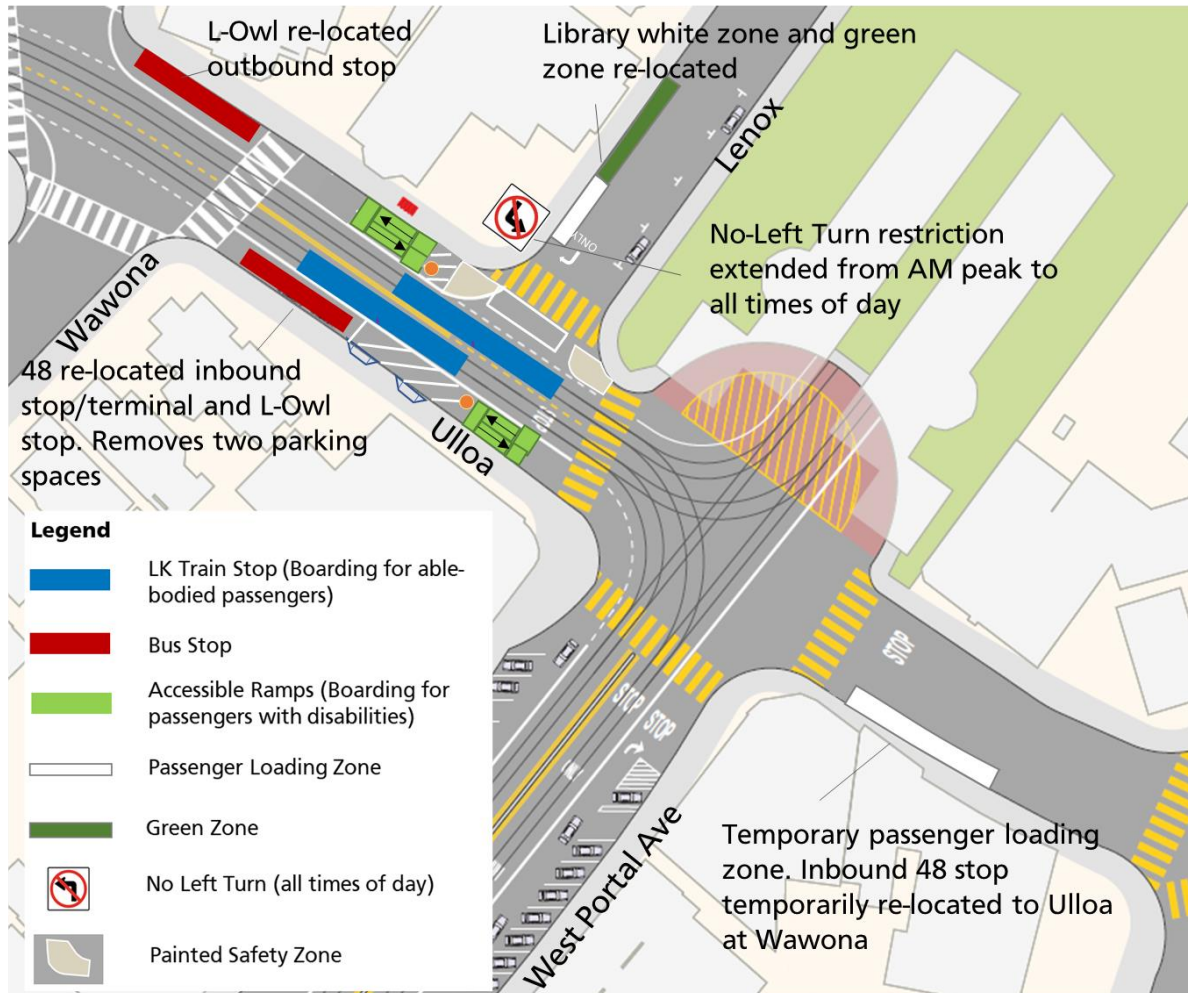 L-Owl re-located
outbound stop
Library white zone and green
zone re-located
Lenox
ONLY
No-Left Turn restriction
extended from AM peak to
all times of day
Wawona
48 re-located inbound
stop/terminal and L-Owl
stop. Removes two parking
spaces
Ulloa
STOP
STOP
STOP
West Portal Ave
Temporary passenger loading
zone. Inbound 48 stop
temporarily re-located to Ulloa
at Wawona
Legend
LK Train Stop (Boarding for able-
bodied passengers)
Bus Stop
Accessible Ramps (Boarding for
passengers with disabilities)
Passenger Loading Zone
Green Zone
No Left Turn (all times of day)
Painted Safety Zone